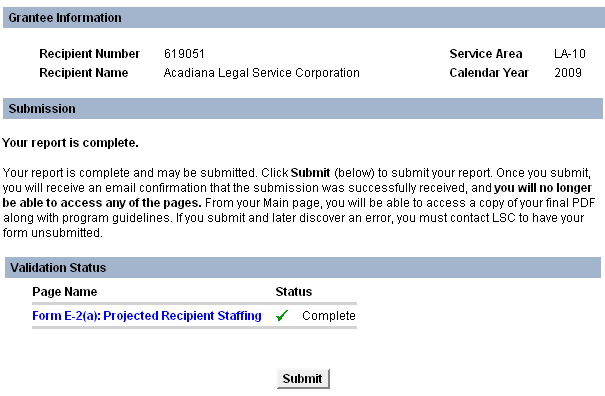 Grantee Information
Recipient Number 619051 Service Area LA-10
Recipient Name Acadiana Legal Service Corporation Calendar Year 2009
Submission
Your report is complete.
Your report is complete and may be submitted. Click Submit (below) to submit your report. Once you submit,
you will receive an email confirmation that the submission was successfully received, and you will no longer
be able to access any of the pages. From your Main page, you will be able to access a copy of your final PDF
along with program guidelines. If you submit and later discover an error, you must contact LSC to have your
form unsubmitted.
Validation Status
Page Name Status
Form E-2(a): Projected Recipient Staffing Complete
Submit